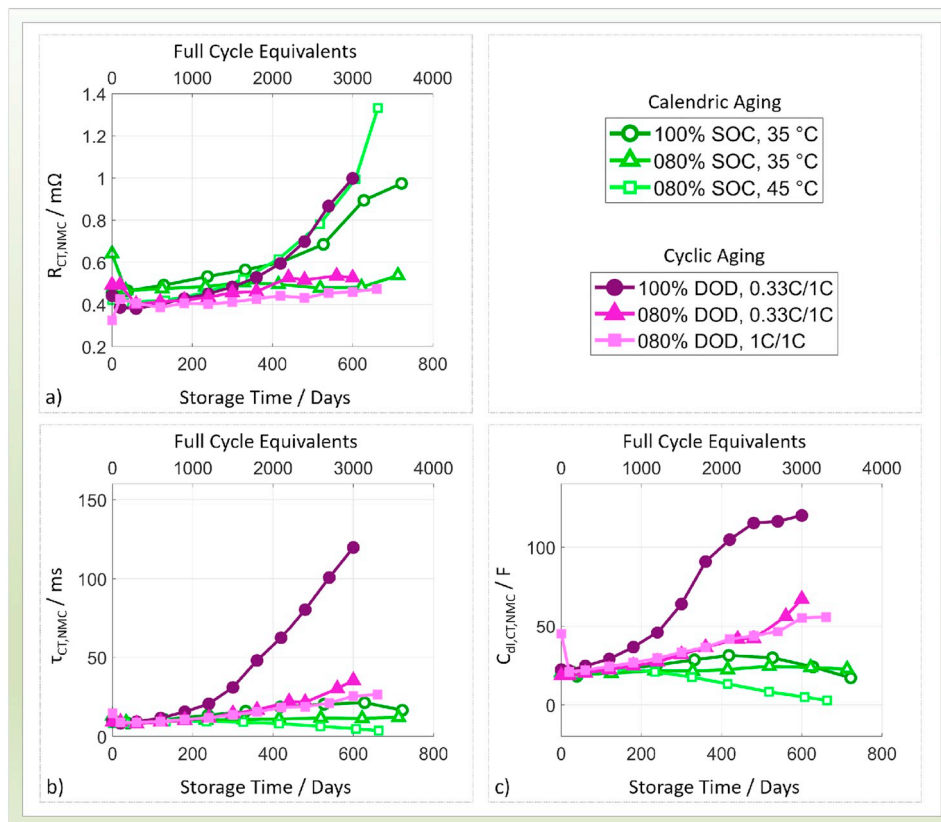 Full Cycle Equivalents
0 1000 2000 3000 4000
1.4
1.2
1
0.8
0.6
0.4
0.2
R_CT,NMC / mΩ
0 200 400 600 800
Storage Time / Days
a)
Calendric Aging
100% SOC, 35 °C
080% SOC, 35 °C
080% SOC, 45 °C
Cyclic Aging
100% DOD, 0.33C/1C
080% DOD, 0.33C/1C
080% DOD, 1C/1C
Full Cycle Equivalents
0 1000 2000 3000 4000
150
100
50
0
τ_CT,NMC / ms
0 200 400 600 800
Storage Time / Days
b)
Full Cycle Equivalents
0 1000 2000 3000 4000
100
50
0
C_dl,CT,NMC / F
0 200 400 600 800
Storage Time / Days
c)